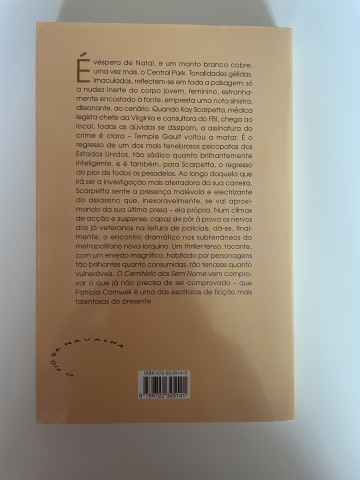 É véspera de Natal, e um manto branco cobre,
uma vez mais, o Central Park. Tonalidades gélidas,
imaculadas, reflectem-se em toda a paisagem: só
a nudez inerte do corpo jovem, feminino, estranha-
mente encostado à fonte, empresta uma nota sinistra,
dissonante, ao cenário. Quando Kay Scarpetta, médica
legista chefe da Virgínia e consultora do FBI, chega ao
local, todas as dúvidas se dissipam, a assinatura do
crime é clara – Temple Gault voltou a matar. É o
regresso de um dos mais tenebrosos psicopatas dos
Estados Unidos, tão sádico quanto brilhantemente
inteligente, e é também, para Scarpetta, o regresso
do pior de todos os pesadelos. Ao longo daquela que
irá ser a investigação mais aterradora da sua carreira,
Scarpetta sente a presença malévola e electrizante
do assassino que, inexoravelmente, se vai aproxi-
mando da sua última presa – ela própria. Num clímax
de acção e suspense, capaz de pôr à prova os nervos
dos já veteranos na leitura de policiais, dá-se, final-
mente, o encontro dramático nos subterrâneos do
metropolitano nova-iorquino. Um thriller tenso, tocante,
com um enredo magnífico, habitado por personagens
tão brilhantes quanto consumidas, tão tenazes quanto
vulneráveis. O Cemitério dos Sem Nome vem compro-
var o que já não precisa de ser comprovado – que
Patricia Cornwell é uma das escritoras de ficção mais
talentosas do presente.
O FIO DA NAVALHA
ISBN 972-23-2514-0
9 789722 325141